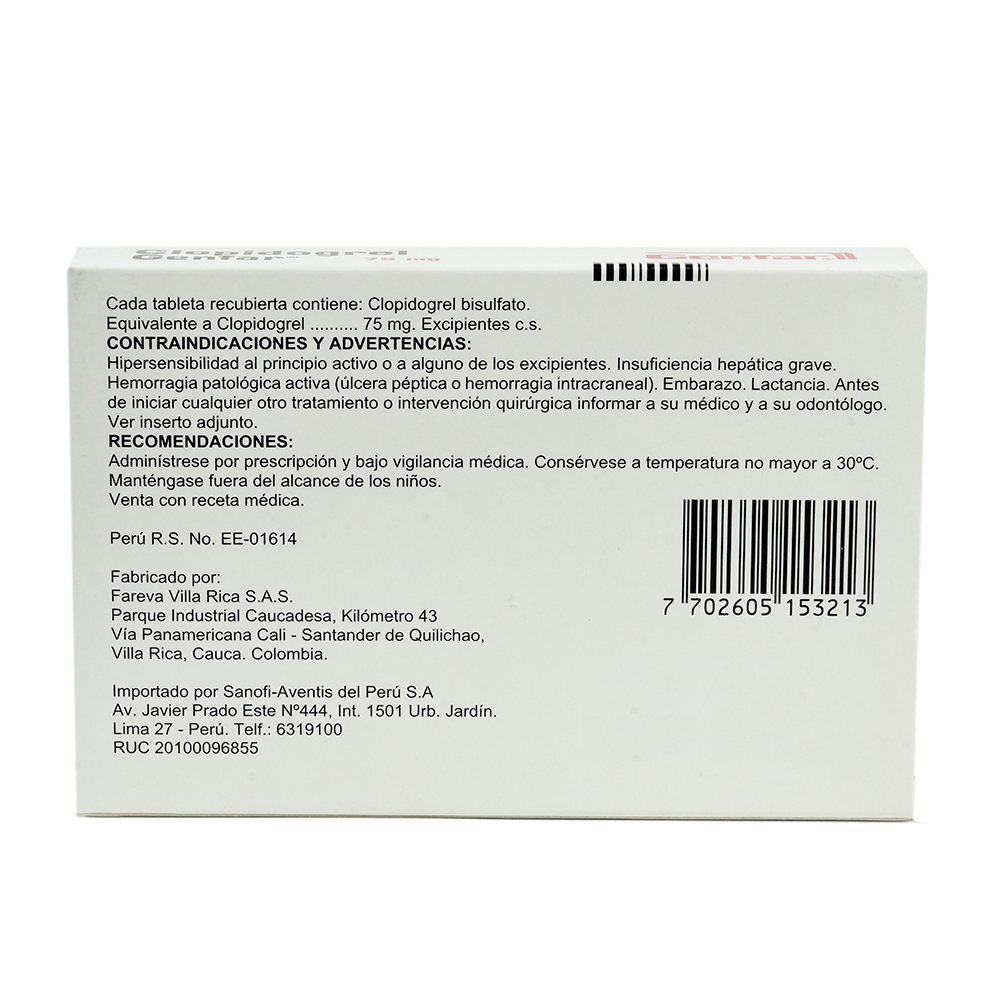 Clopidogrel
Genfar 75 mg
Genfar
Cada tableta recubierta contiene: Clopidogrel bisulfato.
Equivalente a Clopidogrel .......... 75 mg. Excipientes c.s.
CONTRAINDICACIONES Y ADVERTENCIAS:
Hipersensibilidad al principio activo o a alguno de los excipientes. Insuficiencia hepática grave.
Hemorragia patológica activa (úlcera péptica o hemorragia intracraneal). Embarazo. Lactancia. Antes
de iniciar cualquier otro tratamiento o intervención quirúrgica informar a su médico y a su odontólogo.
Ver inserto adjunto.
RECOMENDACIONES:
Adminístrese por prescripción y bajo vigilancia médica. Consérvese a temperatura no mayor a 30ºC.
Manténgase fuera del alcance de los niños.
Venta con receta médica.
Perú R.S. No. EE-01614
Fabricado por:
Fareva Villa Rica S.A.S.
Parque Industrial Caucadesa, Kilómetro 43
Vía Panamericana Cali - Santander de Quilichao,
Villa Rica, Cauca. Colombia.
7 702605 153213
Importado por Sanofi-Aventis del Perú S.A
Av. Javier Prado Este Nº444, Int. 1501 Urb. Jardín.
Lima 27 - Perú. Telf.: 6319100
RUC 20100096855